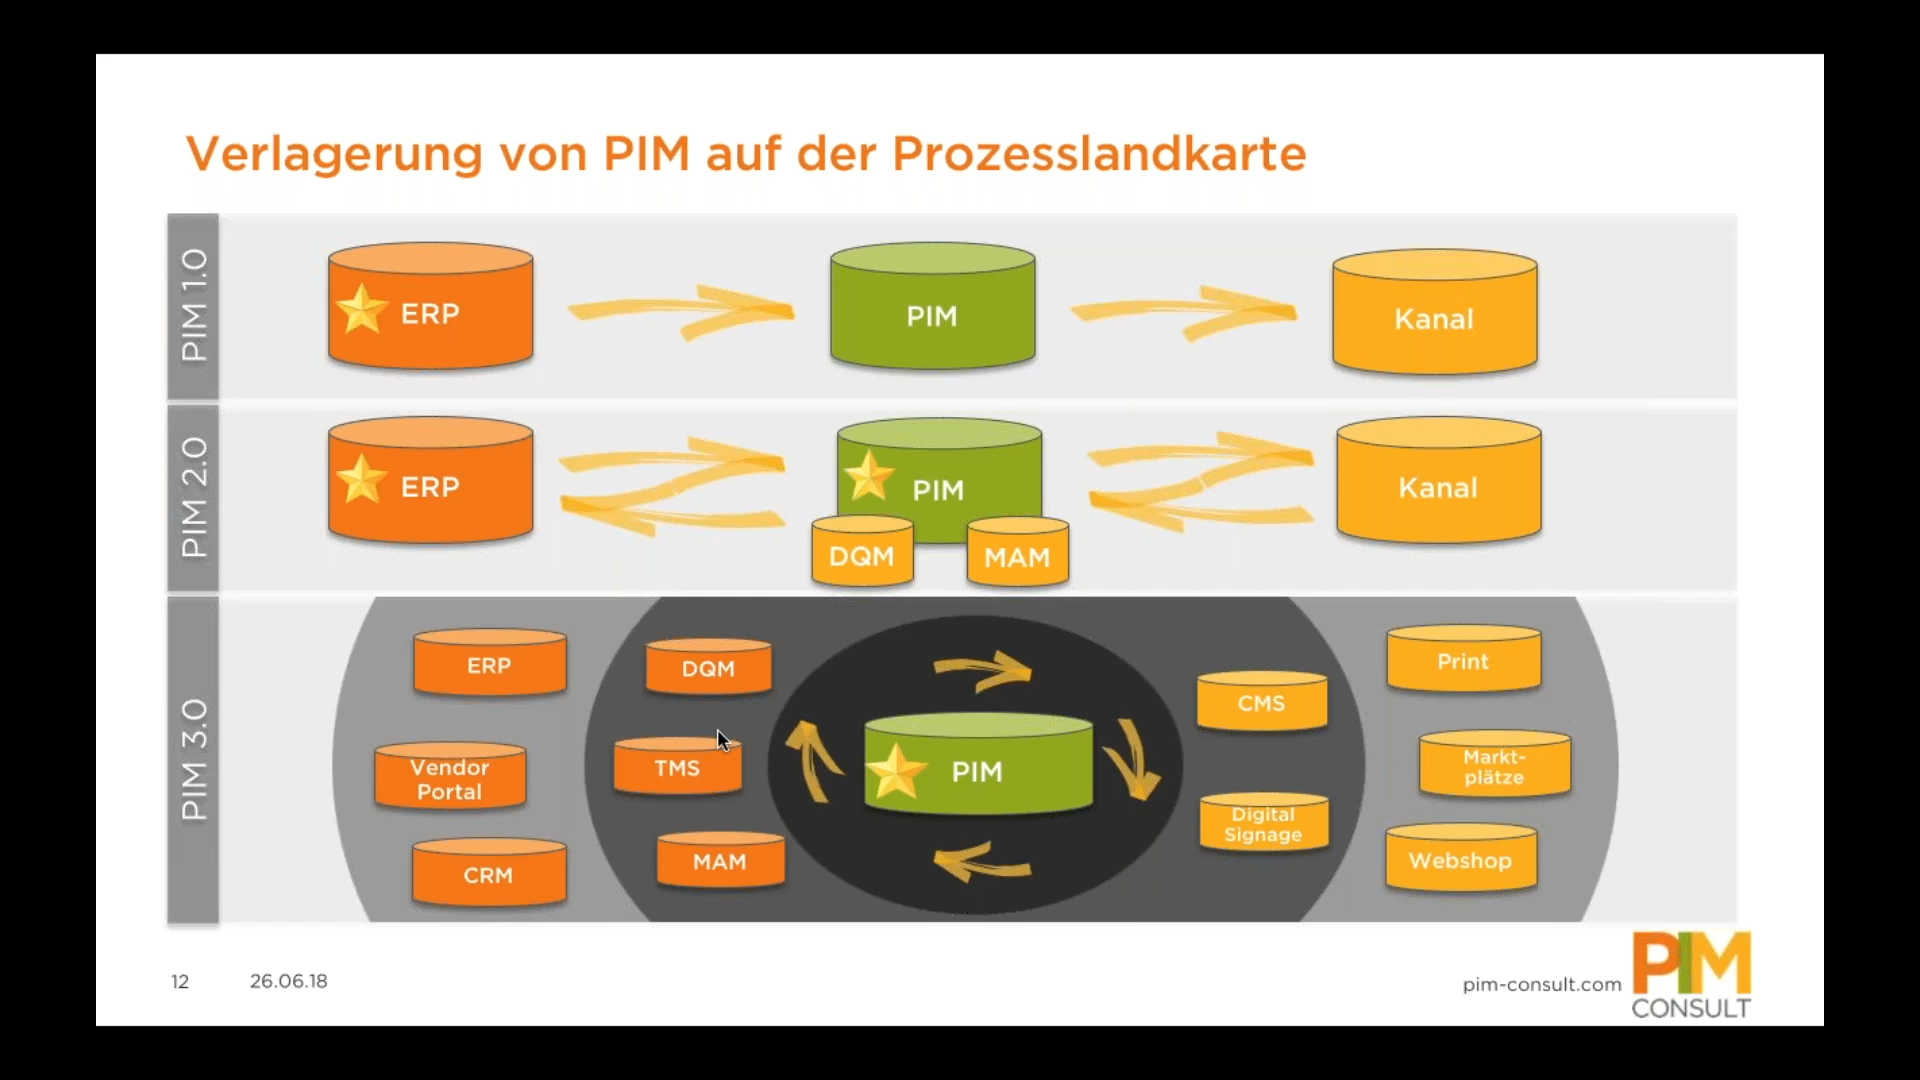 Verlagerung von PIM auf der Prozesslandkarte
PIM 1.0
ERP
PIM
Kanal
PIM 2.0
ERP
PIM
DQM
MAM
Kanal
PIM 3.0
ERP
Vendor
Portal
CRM
DQM
TMS
MAM
PIM
CMS
Digital
Signage
Print
Markt-
plätze
Webshop
12
26.06.18
pim-consult.com
PIM
CONSULT